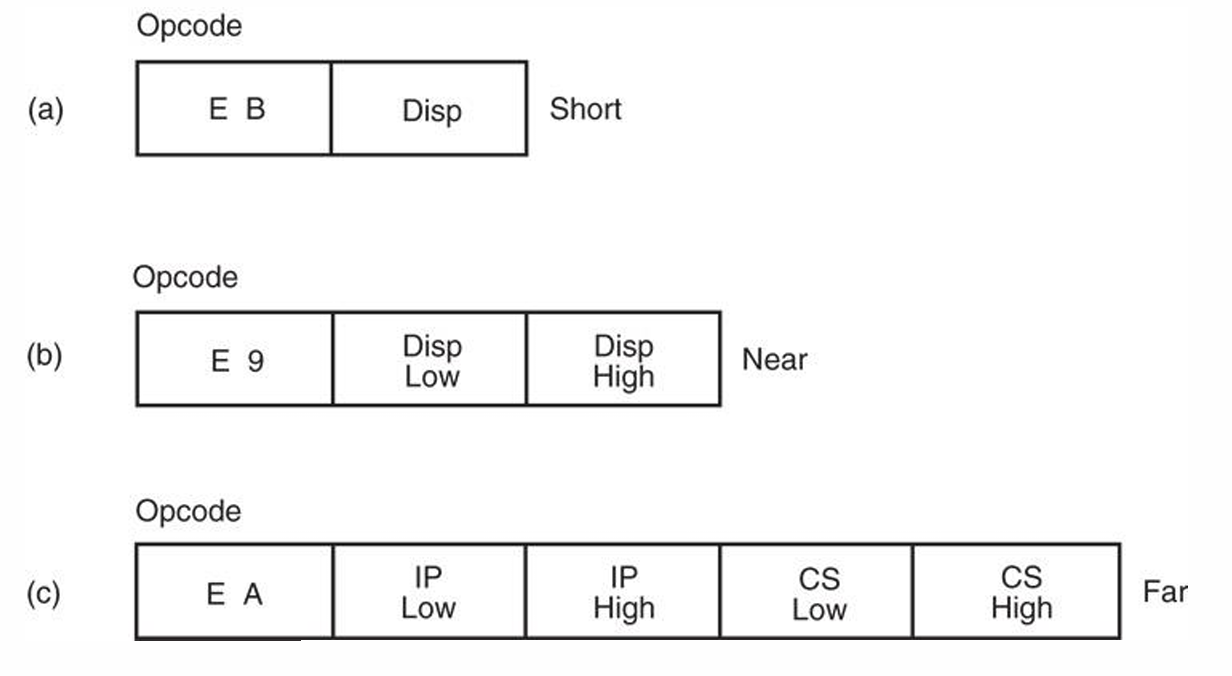 Opcode
(a) E B Disp Short
Opcode
(b) E 9 Disp Low Disp High Near
Opcode
(c) E A IP Low IP High CS Low CS High Far